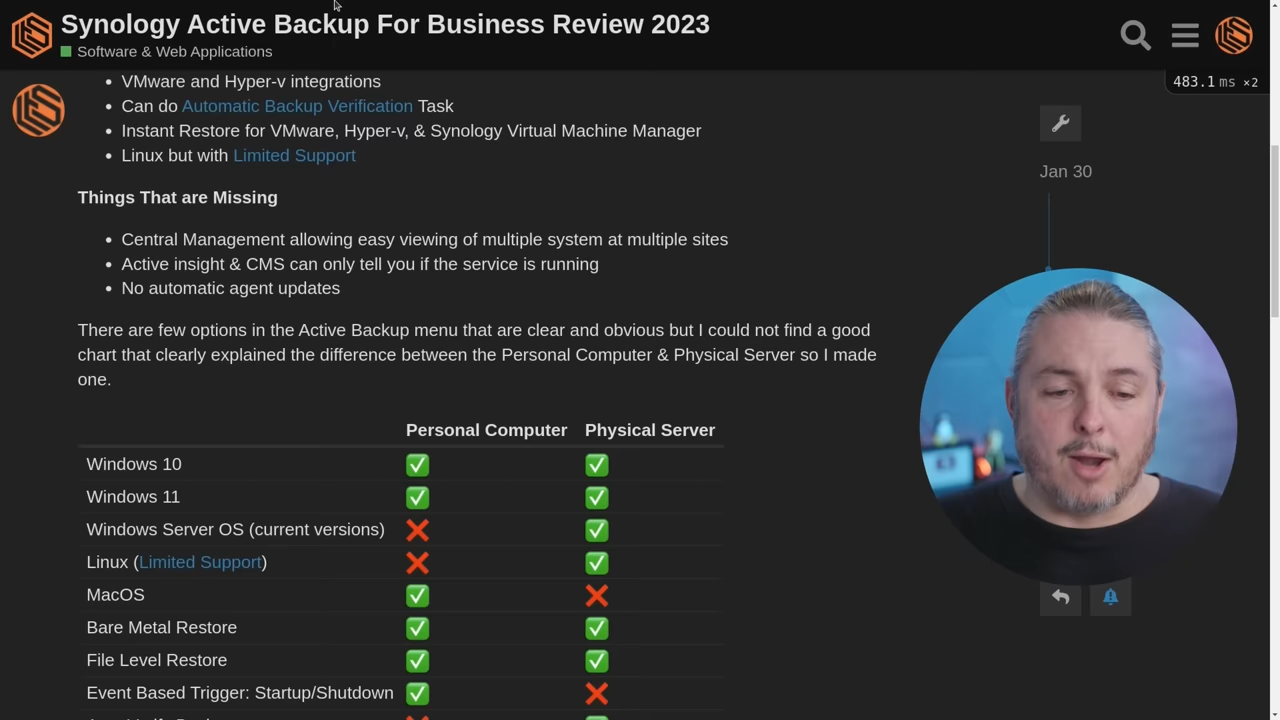 Synology Active Backup For Business Review 2023
Software & Web Applications
483.1 ms ×2
VMware and Hyper-v integrations
Can do Automatic Backup Verification Task
Instant Restore for VMware, Hyper-v, & Synology Virtual Machine Manager
Linux but with Limited Support
Jan 30
Things That are Missing
Central Management allowing easy viewing of multiple system at multiple sites
Active insight & CMS can only tell you if the service is running
No automatic agent updates
There are few options in the Active Backup menu that are clear and obvious but I could not find a good
chart that clearly explained the difference between the Personal Computer & Physical Server so I made
one.
Personal Computer Physical Server
Windows 10 ✅ ✅
Windows 11 ✅ ✅
Windows Server OS (current versions) ❌ ✅
Linux (Limited Support) ❌ ✅
MacOS ✅ ❌
Bare Metal Restore ✅ ✅
File Level Restore ✅ ✅
Event Based Trigger: Startup/Shutdown ✅ ❌